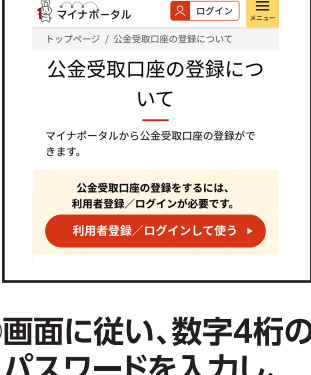 マイナポータル
ログイン
メニュー
トップページ / 公金受取口座の登録について
公金受取口座の登録につ
いて
マイナポータルから公金受取口座の登録がで
きます。
公金受取口座の登録をするには、
利用者登録／ログインが必要です。
利用者登録／ログインして使う
画面に従い、数字4桁の
パスワードを入力し、